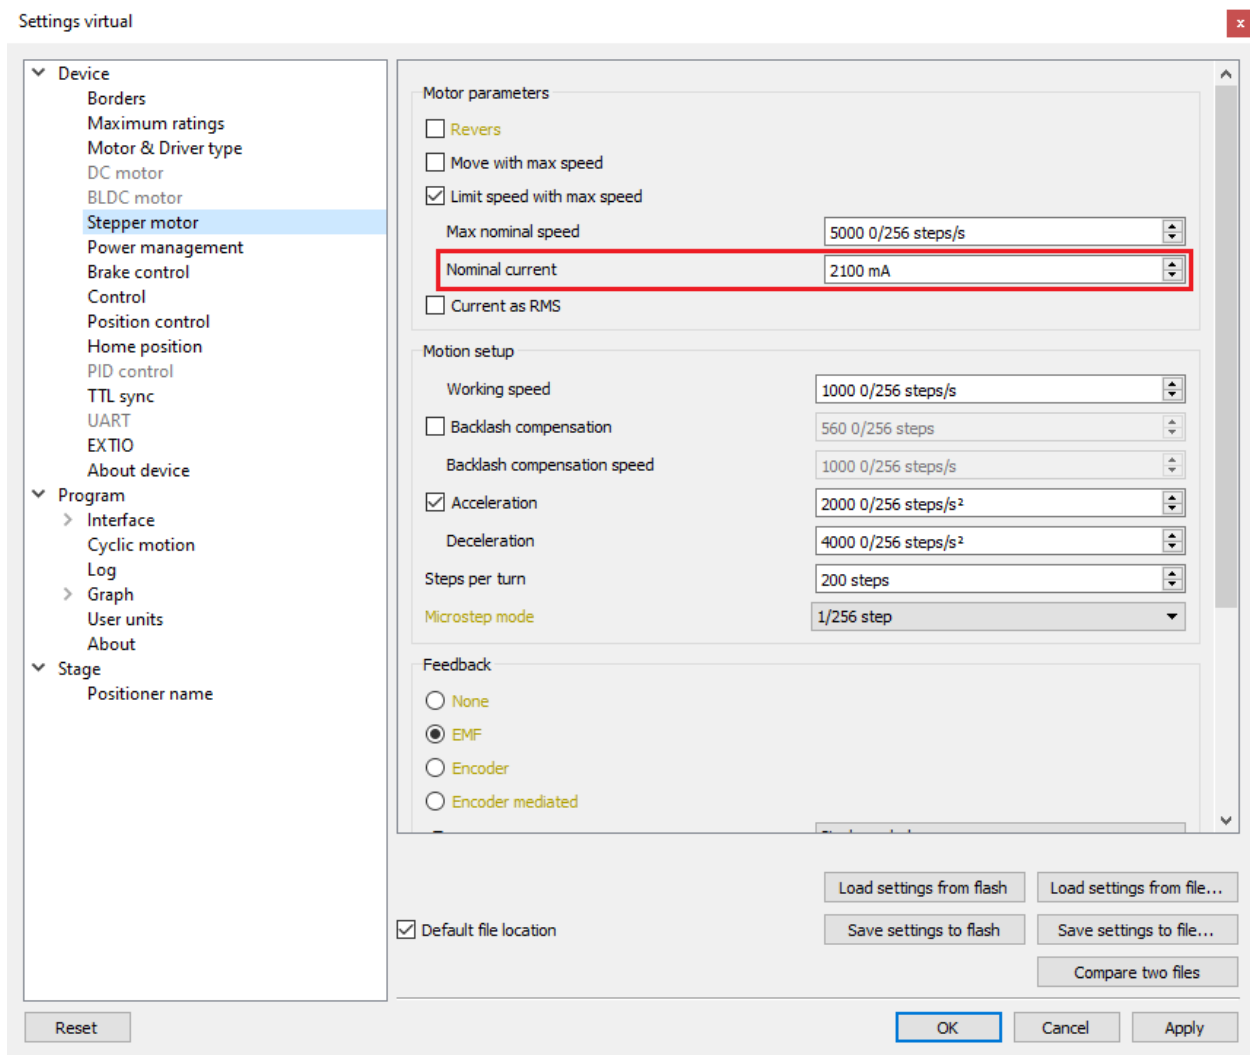 Settings virtual
x
Device
Borders
Maximum ratings
Motor & Driver type
DC motor
BLDC motor
Stepper motor
Power management
Brake control
Control
Position control
Home position
PID control
TTL sync
UART
EXTIO
About device
Program
Interface
Cyclic motion
Log
Graph
User units
About
Stage
Positioner name
Motor parameters
Revers
Move with max speed
Limit speed with max speed
Max nominal speed 5000 0/256 steps/s
Nominal current 2100 mA
Current as RMS
Motion setup
Working speed 1000 0/256 steps/s
Backlash compensation 560 0/256 steps
Backlash compensation speed 1000 0/256 steps/s
Acceleration 2000 0/256 steps/s²
Deceleration 4000 0/256 steps/s²
Steps per turn 200 steps
Microstep mode 1/256 step
Feedback
None
EMF
Encoder
Encoder mediated
Load settings from flash Load settings from file...
Default file location Save settings to flash Save settings to file...
Compare two files
Reset OK Cancel Apply